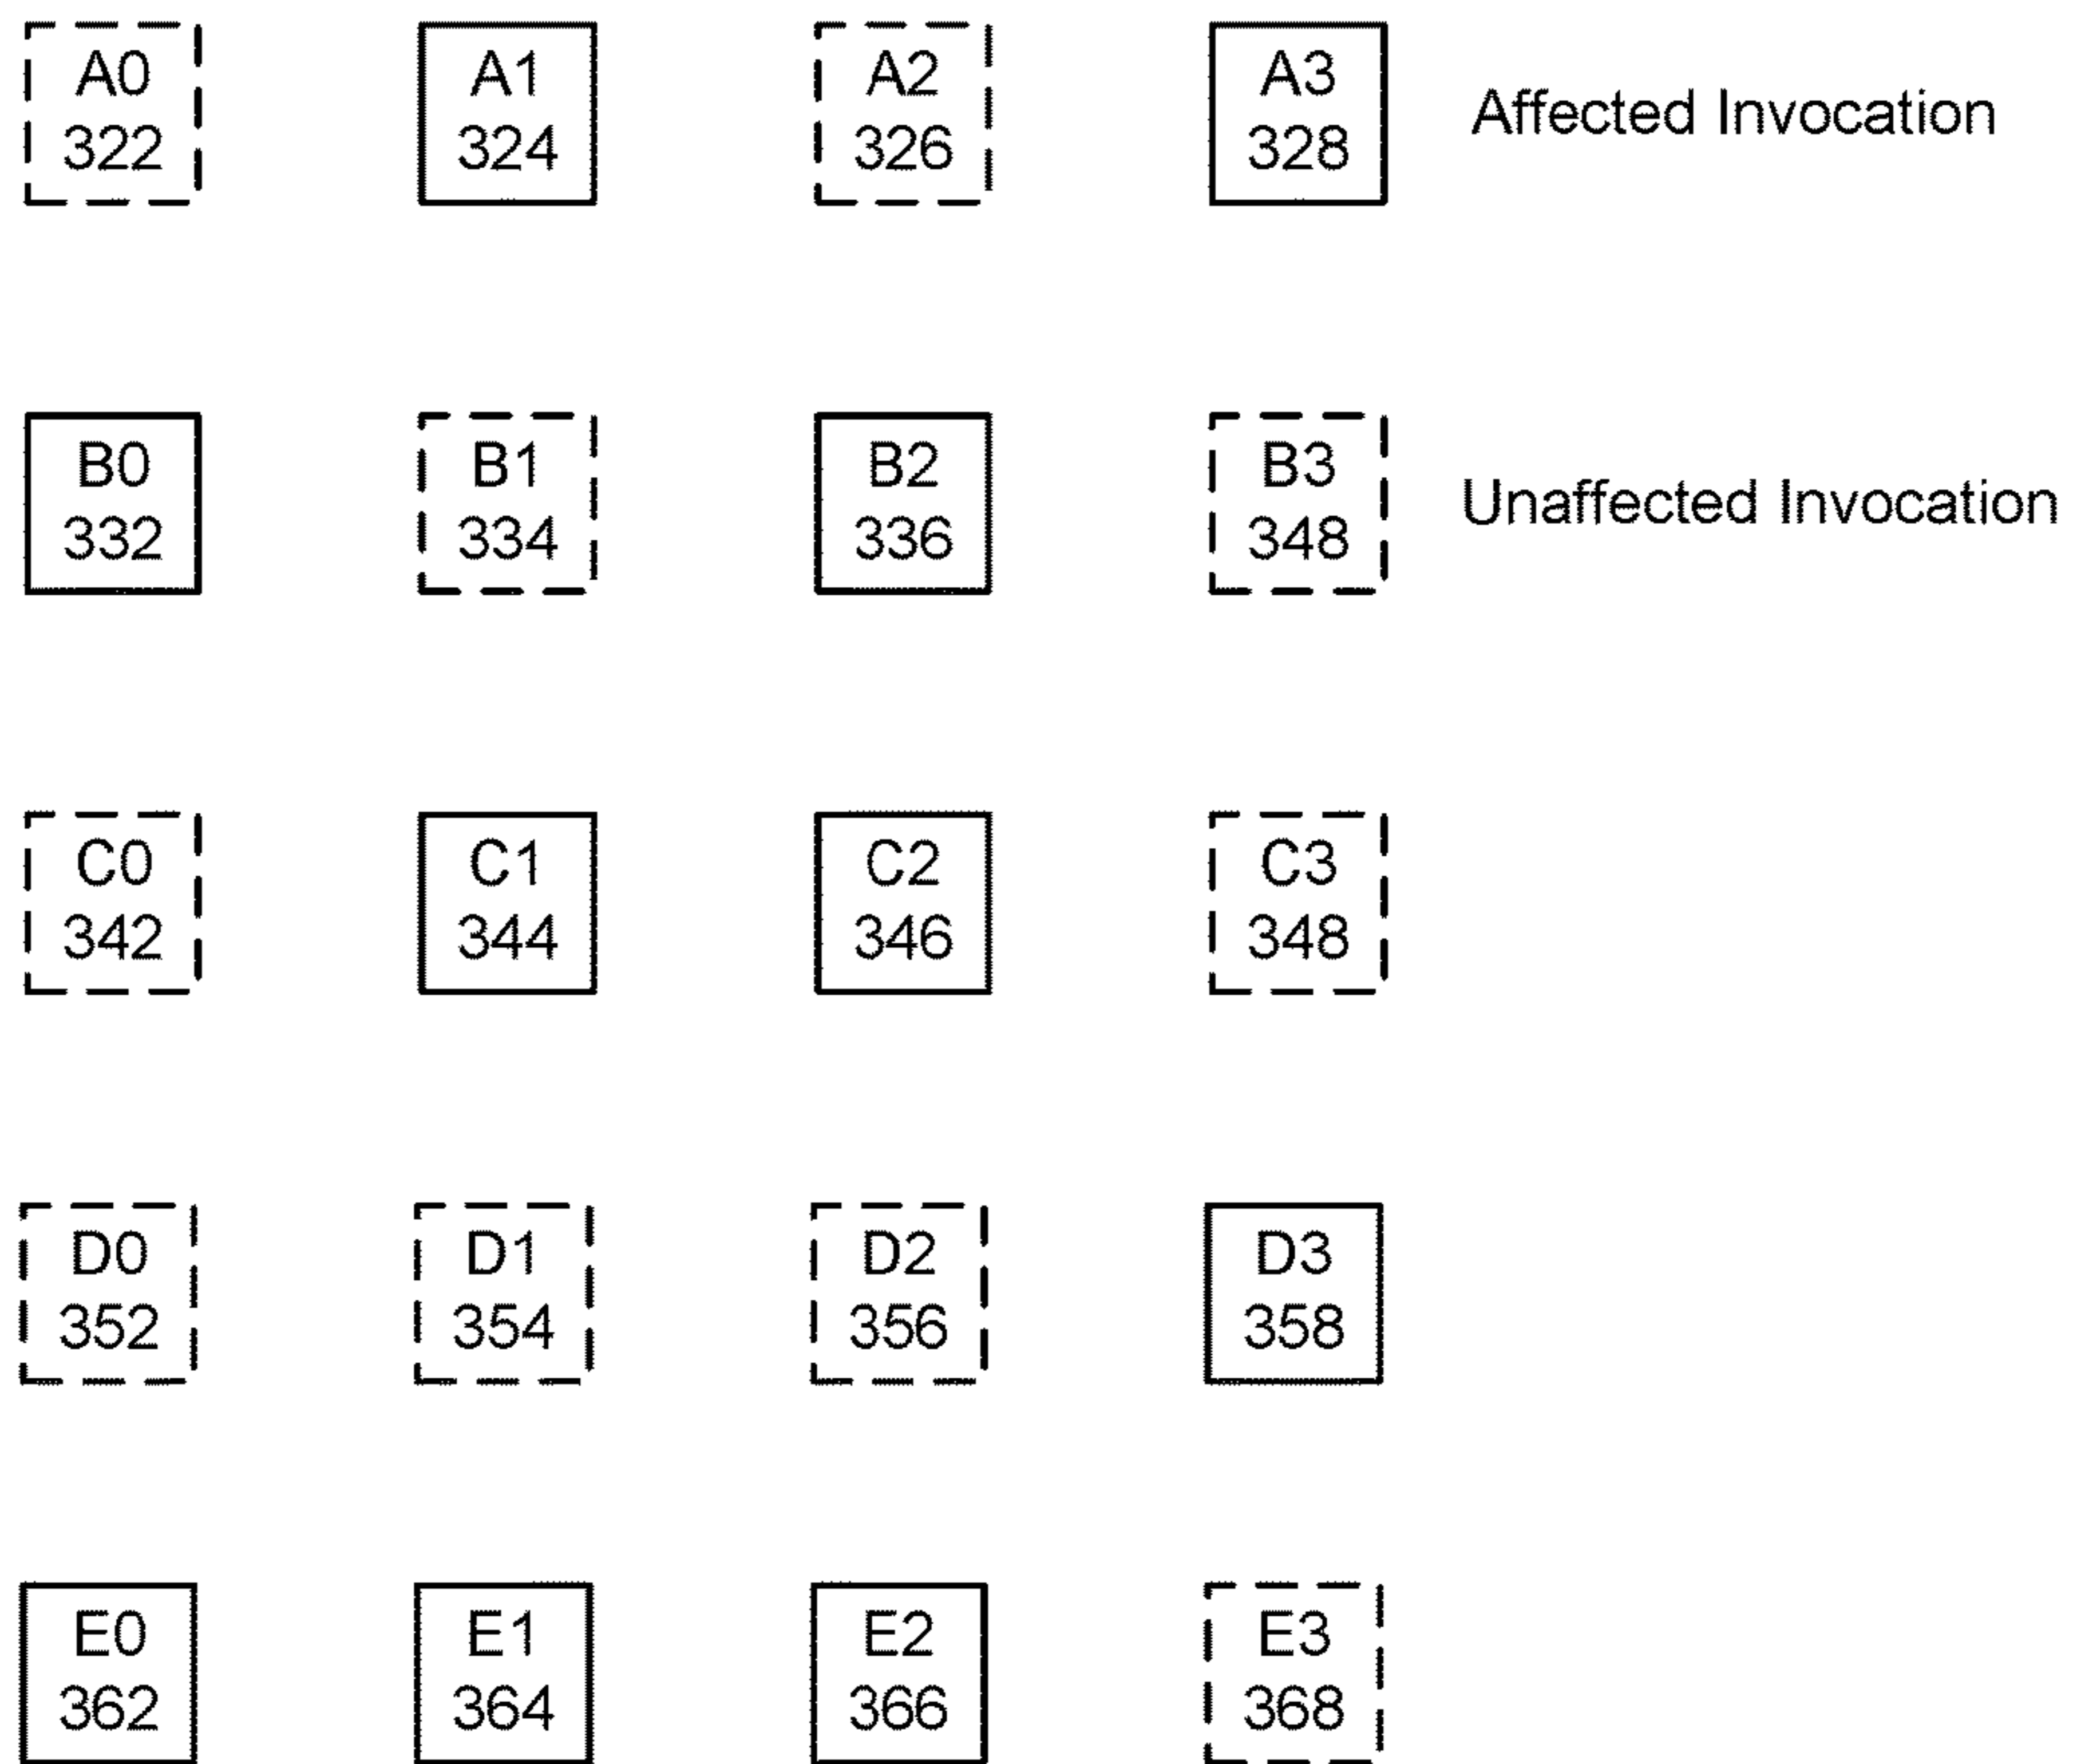 A0
322
A1
324
A2
326
A3
328
Affected Invocation
B0
332
B1
334
B2
336
B3
348
Unaffected Invocation
C0
342
C1
344
C2
346
C3
348
D0
352
D1
354
D2
356
D3
358
E0
362
E1
364
E2
366
E3
368